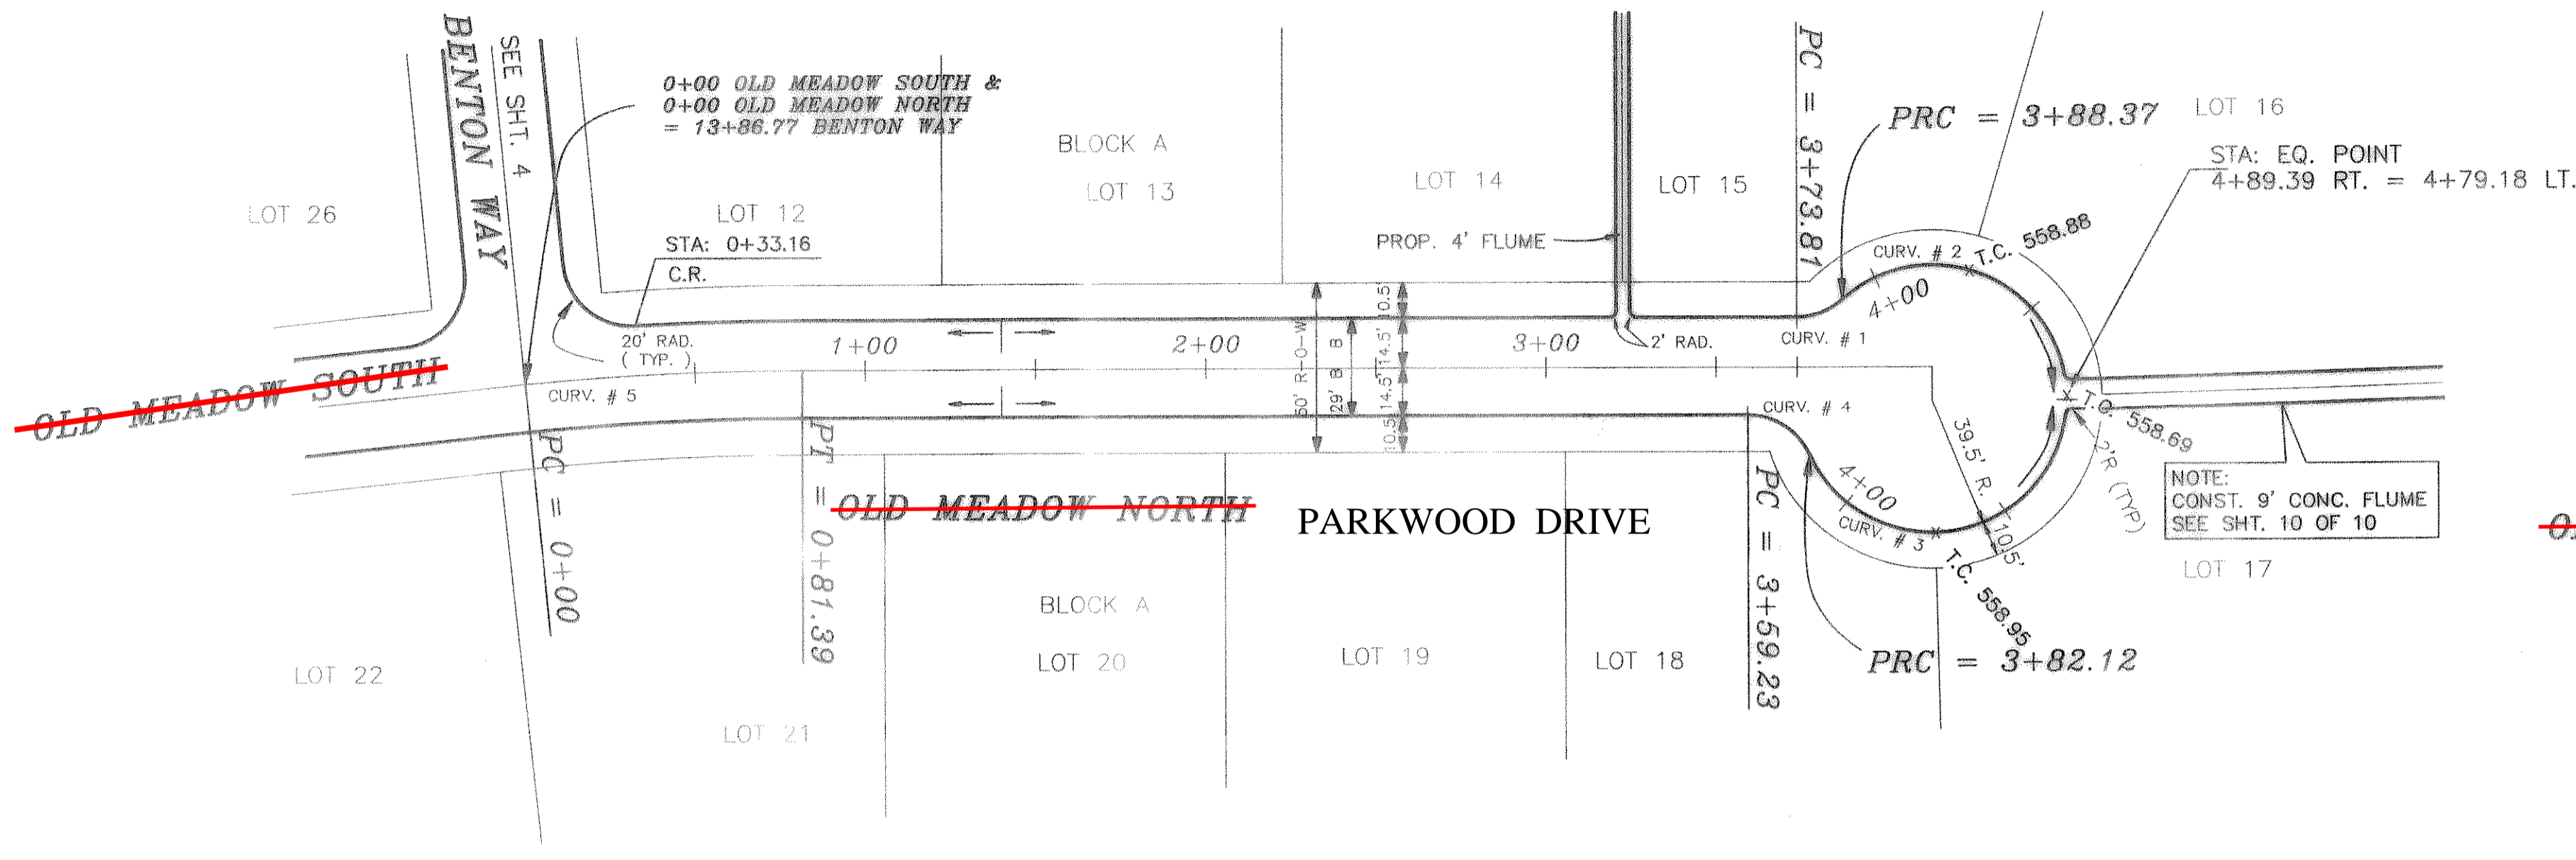 BENTON WAY
SEE SHT. 4
0+00 OLD MEADOW SOUTH &
0+00 OLD MEADOW NORTH
= 13+86.77 BENTON WAY
LOT 26
LOT 12
STA: 0+33.16
C.R.
BLOCK A
LOT 13
LOT 14
LOT 15
PROP. 4' FLUME
PC = 3+73.81
PRC = 3+88.37
LOT 16
STA: EQ. POINT
4+89.39 RT. = 4+79.18 LT.
CURV. # 2
T.C. 558.88
4+00
20' RAD.
( TYP. )
1+00
2+00
3+00
50' R-O-W
29' B B
10.5'
14.5'
14.5'
10.5'
2' RAD.
CURV. # 1
OLD MEADOW SOUTH
CURV. # 5
CURV. # 4
39.5' R.
T.C. 558.69
2'R (TYP)
NOTE:
CONST. 9' CONC. FLUME
SEE SHT. 10 OF 10
PC = 0+00
PT = 0+81.39
OLD MEADOW NORTH
PARKWOOD DRIVE
PC = 3+59.23
4+00
CURV. # 3
10.5'
T.C. 558.95
LOT 17
BLOCK A
LOT 22
LOT 21
LOT 20
LOT 19
LOT 18
PRC = 3+82.12